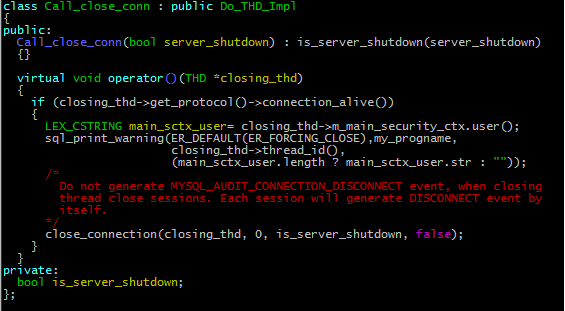 class Call_close_conn : public Do_THD_Impl
{
public:
  Call_close_conn(bool server_shutdown) : is_server_shutdown(server_shutdown)
  {}

  virtual void operator()(THD *closing_thd)
  {
    if (closing_thd->get_protocol()->connection_alive())
    {
      LEX_CSTRING main_sctx_user= closing_thd->m_main_security_ctx.user();
      sql_print_warning(ER_DEFAULT(ER_FORCING_CLOSE),my_progname,
                        closing_thd->thread_id(),
                        (main_sctx_user.length ? main_sctx_user.str : ""));
      /*
        Do not generate MYSQL_AUDIT_CONNECTION_DISCONNECT event, when closing
        thread close sessions. Each session will generate DISCONNECT event by
        itself.
      */
      close_connection(closing_thd, 0, is_server_shutdown, false);
    }
  }
private:
  bool is_server_shutdown;
};